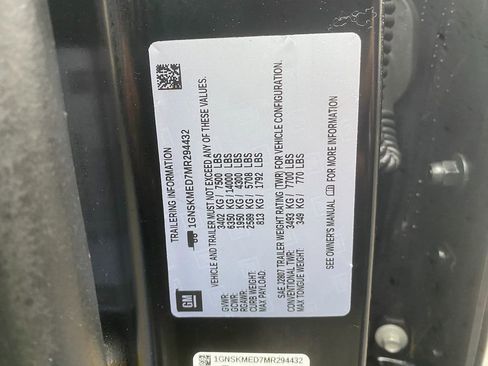 TRAILERING INFORMATION
1GNSKMED7MR294432
VEHICLE AND TRAILER MUST NOT EXCEED ANY OF THESE VALUES.
GVWR: 3402 KG / 7500 LBS
GCWR: 6350 KG / 14000 LBS
RGAWR: 1950 KG / 4300 LBS
CURB WEIGHT: 2589 KG / 5708 LBS
MAX PAYLOAD: 813 KG / 1792 LBS
SAE J2807 TRAILER WEIGHT RATING (TWR) FOR VEHICLE CONFIGURATION.
CONVENTIONAL TWR: 3493 KG / 7700 LBS
MAX TONGUE WEIGHT: 349 KG / 770 LBS
SEE OWNER'S MANUAL FOR MORE INFORMATION
GM
1GNSKMED7MR294432